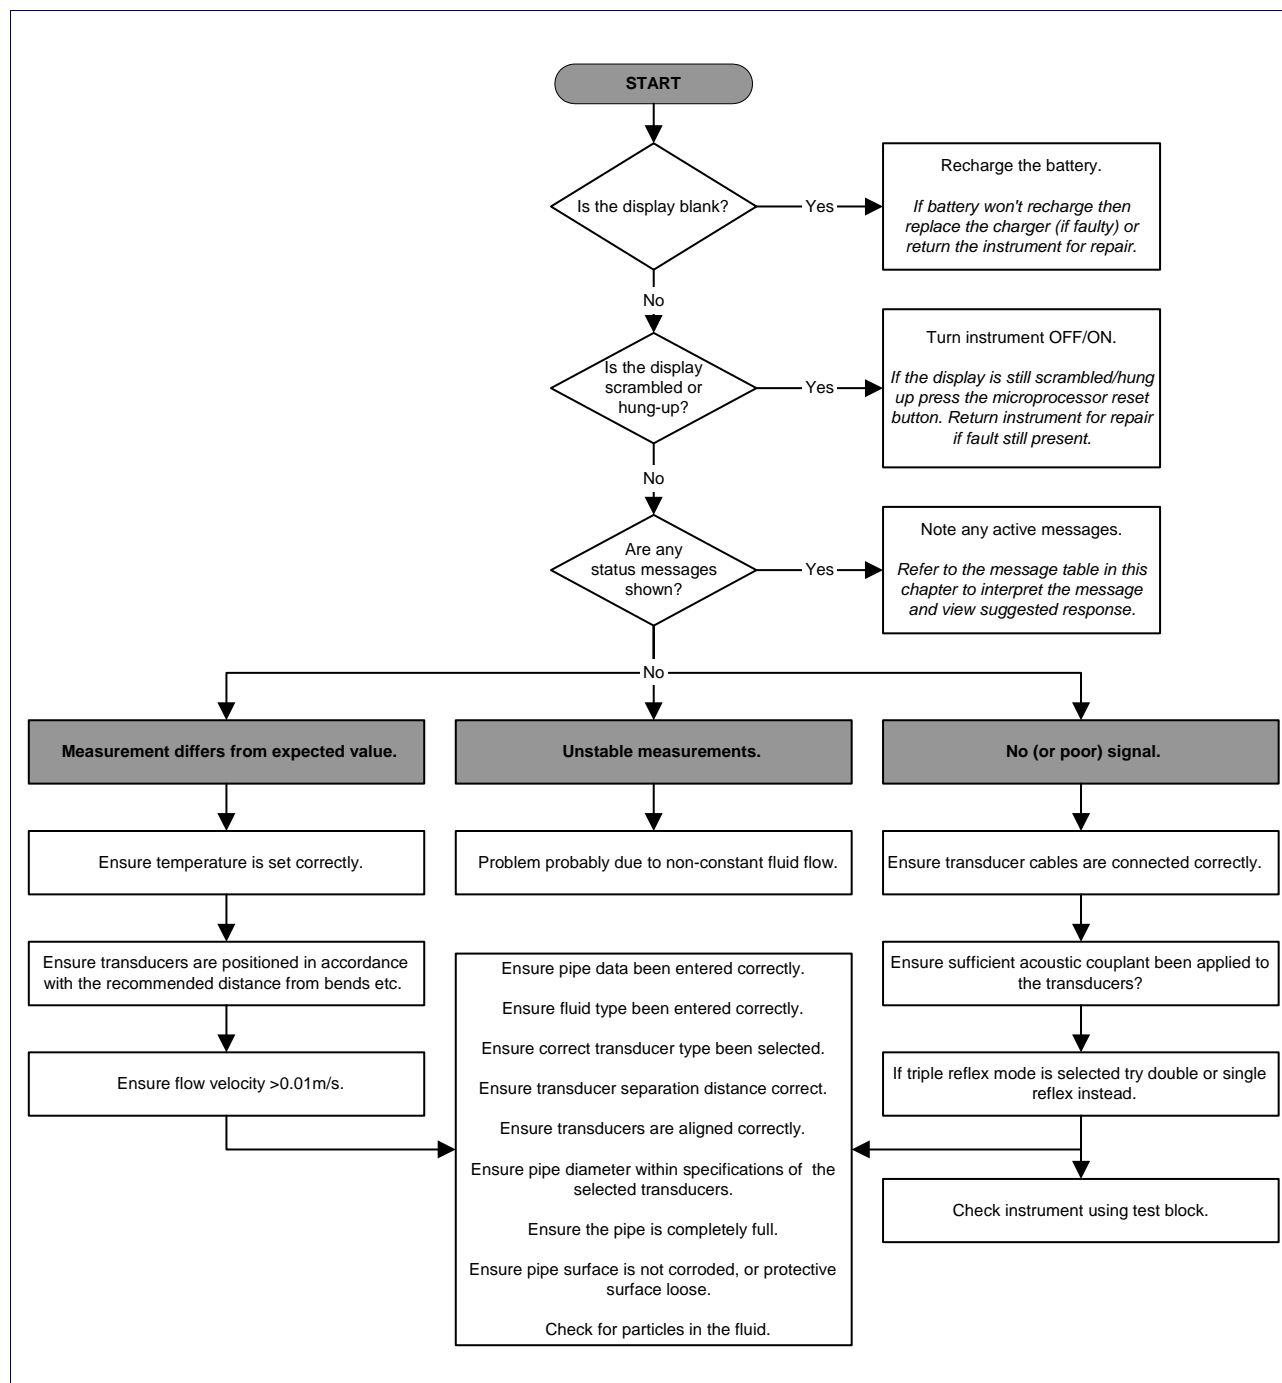 START
Is the display blank?
Yes
Recharge the battery.
If battery won't recharge then
replace the charger (if faulty) or
return the instrument for repair.
No
Is the display
scrambled or
hung-up?
Yes
Turn instrument OFF/ON.
If the display is still scrambled/hung
up press the microprocessor reset
button. Return instrument for repair
if fault still present.
No
Are any
status messages
shown?
Yes
Note any active messages.
Refer to the message table in this
chapter to interpret the message
and view suggested response.
No
Measurement differs from expected value.
Unstable measurements.
No (or poor) signal.
Ensure temperature is set correctly.
Problem probably due to non-constant fluid flow.
Ensure transducer cables are connected correctly.
Ensure transducers are positioned in accordance
with the recommended distance from bends etc.
Ensure sufficient acoustic couplant been applied to
the transducers?
Ensure flow velocity >0.01m/s.
If triple reflex mode is selected try double or single
reflex instead.
Ensure pipe data been entered correctly.
Ensure fluid type been entered correctly.
Ensure correct transducer type been selected.
Ensure transducer separation distance correct.
Ensure transducers are aligned correctly.
Ensure pipe diameter within specifications of the
selected transducers.
Ensure the pipe is completely full.
Ensure pipe surface is not corroded, or protective
surface loose.
Check for particles in the fluid.
Check instrument using test block.